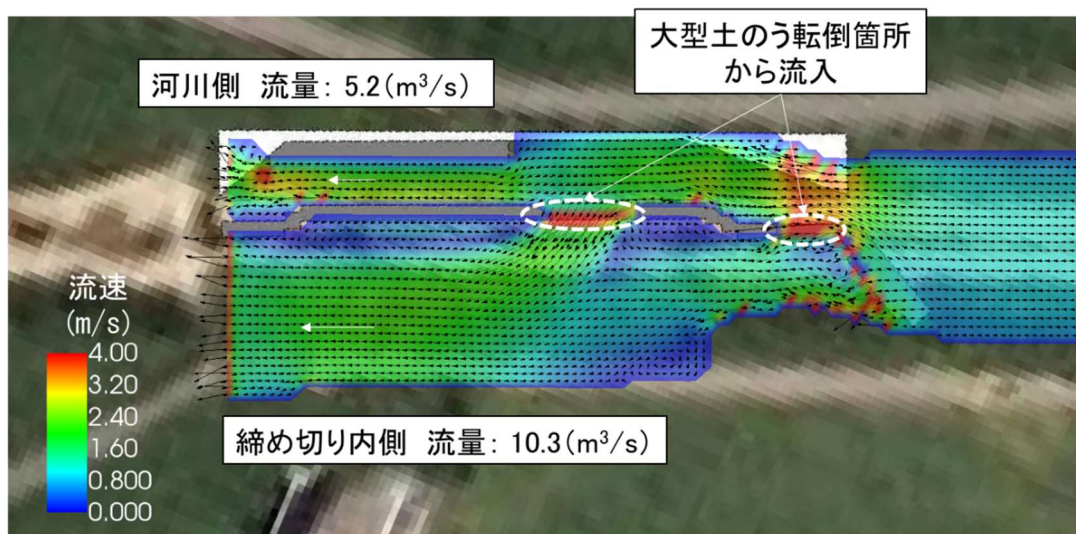 大型土のう転倒箇所
から流入
河川側 流量: 5.2(m³/s)
流速
(m/s)
4.00
3.20
2.40
1.60
0.800
0.000
締め切り内側 流量: 10.3(m³/s)